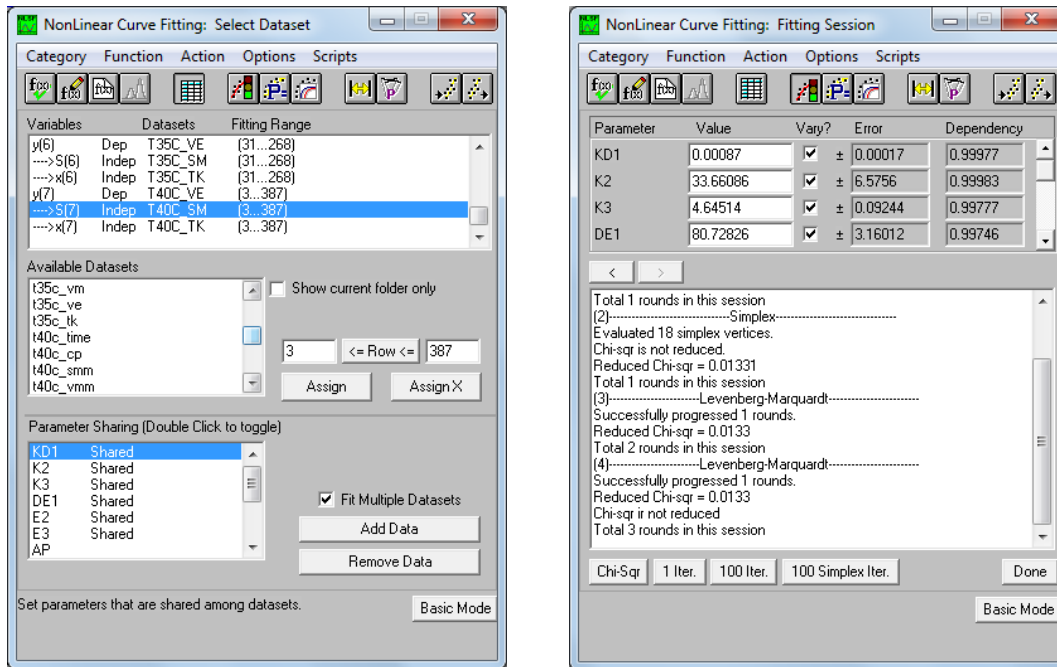 NonLinear Curve Fitting: Select Dataset
Category Function Action Options Scripts
Variables Datasets Fitting Range
y(6) Dep T35C_VE (31...268)
---->S(6) Indep T35C_SM (31...268)
---->x(6) Indep T35C_TK (31...268)
y(7) Dep T40C_VE (3...387)
---->S(7) Indep T40C_SM (3...387)
---->x(7) Indep T40C_TK (3...387)
Available Datasets
t35c_vm
t35c_ve
t35c_tk
t40c_time
t40c_cp
t40c_smm
t40c_vmm
Show current folder only
3 <= Row <= 387
Assign Assign X
Parameter Sharing (Double Click to toggle)
KD1 Shared
K2 Shared
K3 Shared
DE1 Shared
E2 Shared
E3 Shared
AP
Fit Multiple Datasets
Add Data
Remove Data
Set parameters that are shared among datasets.
Basic Mode
NonLinear Curve Fitting: Fitting Session
Category Function Action Options Scripts
Parameter Value Vary? Error Dependency
KD1 0.00087 ± 0.00017 0.99977
K2 33.66086 ± 6.5756 0.99983
K3 4.64514 ± 0.09244 0.99777
DE1 80.72826 ± 3.16012 0.99746
< >
Total 1 rounds in this session
(2)--------------------------------Simplex--------------------------------
Evaluated 18 simplex vertices.
Chi-sqr is not reduced.
Reduced Chi-sqr = 0.01331
Total 1 rounds in this session
(3)------------------------Levenberg-Marquardt------------------------
Successfully progressed 1 rounds.
Reduced Chi-sqr = 0.0133
Total 2 rounds in this session
(4)------------------------Levenberg-Marquardt------------------------
Successfully progressed 1 rounds.
Reduced Chi-sqr = 0.0133
Chi-sqr ir not reduced
Total 3 rounds in this session
Chi-Sqr 1 Iter. 100 Iter. 100 Simplex Iter. Done
Basic Mode